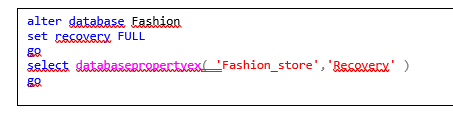 alter database Fashion
set recovery FULL
go
select databasepropertyex( 'Fashion_store','Recovery' )
go